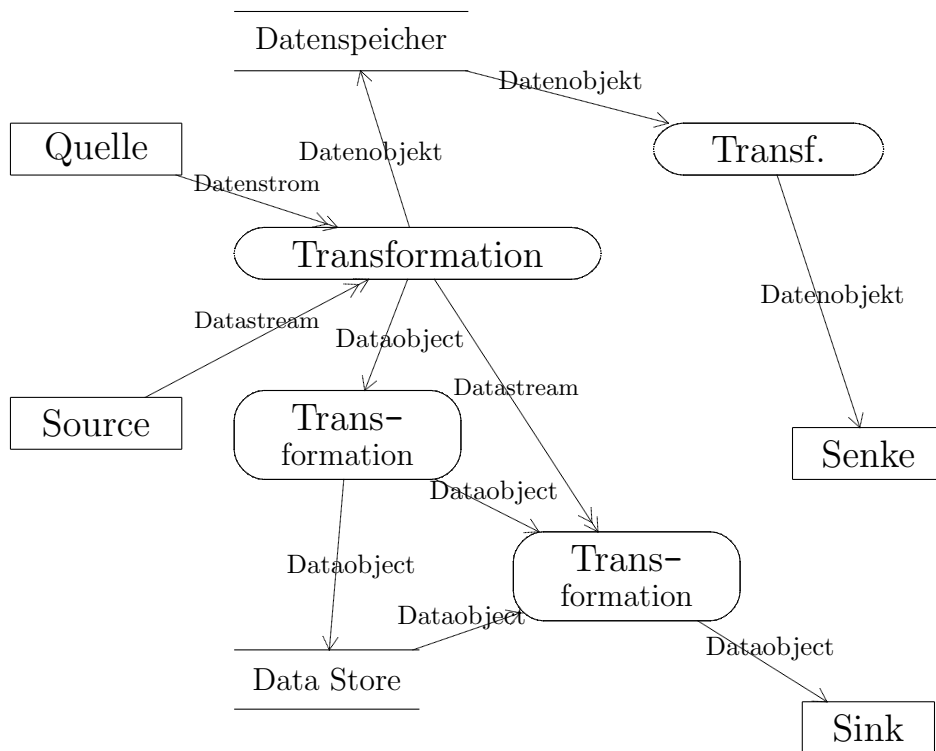 Datenspeicher
Datenobjekt
Quelle
Datenobjekt
Transf.
Datenstrom
Transformation
Datenobjekt
Datastream
Dataobject
Datastream
Source
Trans-
formation
Senke
Dataobject
Dataobject
Trans-
formation
Dataobject
Dataobject
Data Store
Sink